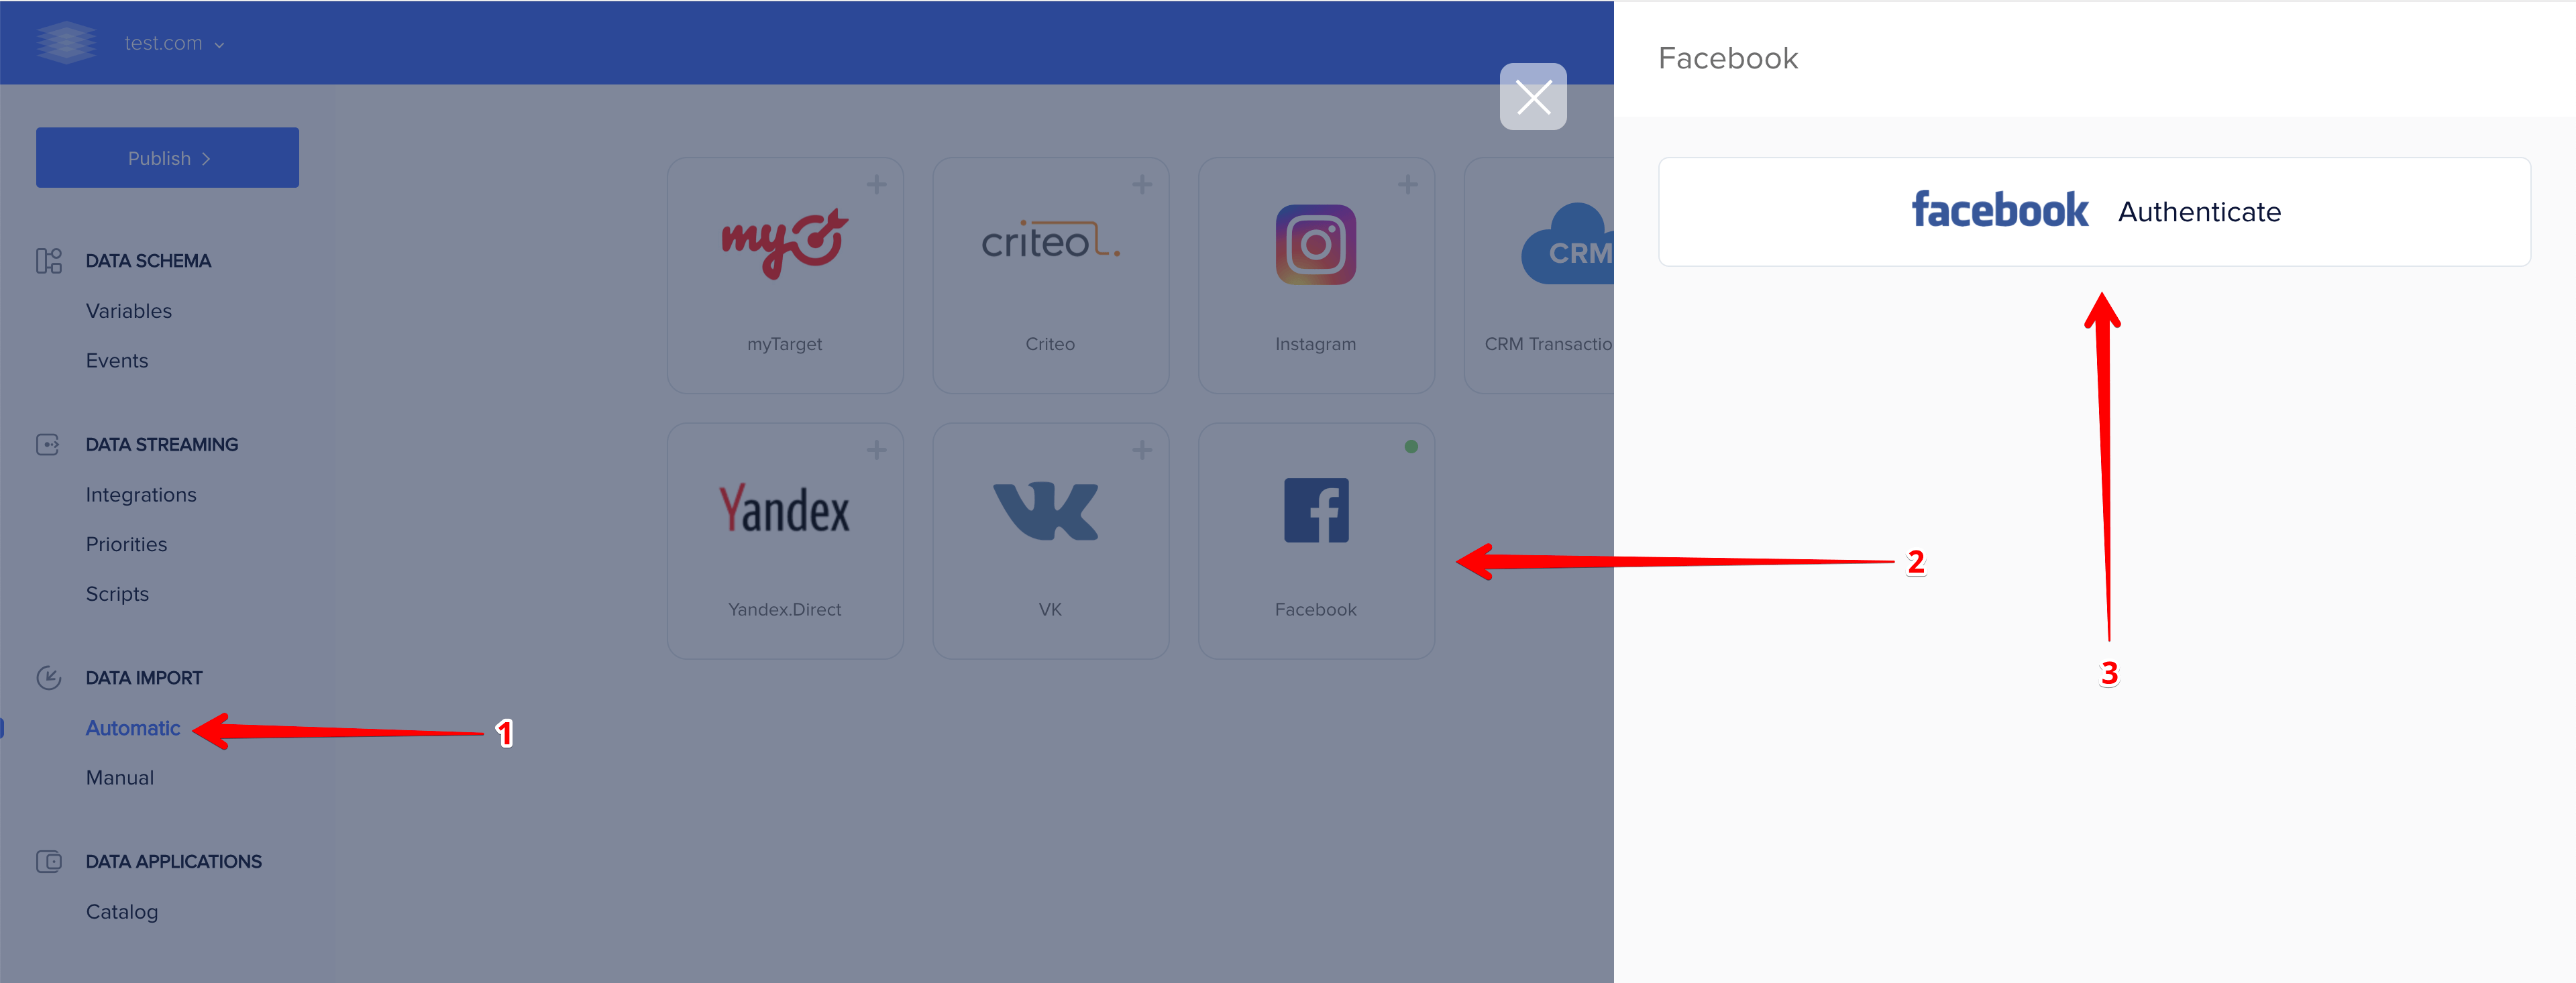 test.com
Facebook
Publish
facebook Authenticate
DATA SCHEMA
Variables
Events
my
criteo
CRM
myTarget
Criteo
Instagram
CRM Transactio
DATA STREAMING
Integrations
Priorities
Scripts
Yandex
Yandex.Direct
VK
Facebook
2
3
DATA IMPORT
Automatic
1
Manual
DATA APPLICATIONS
Catalog